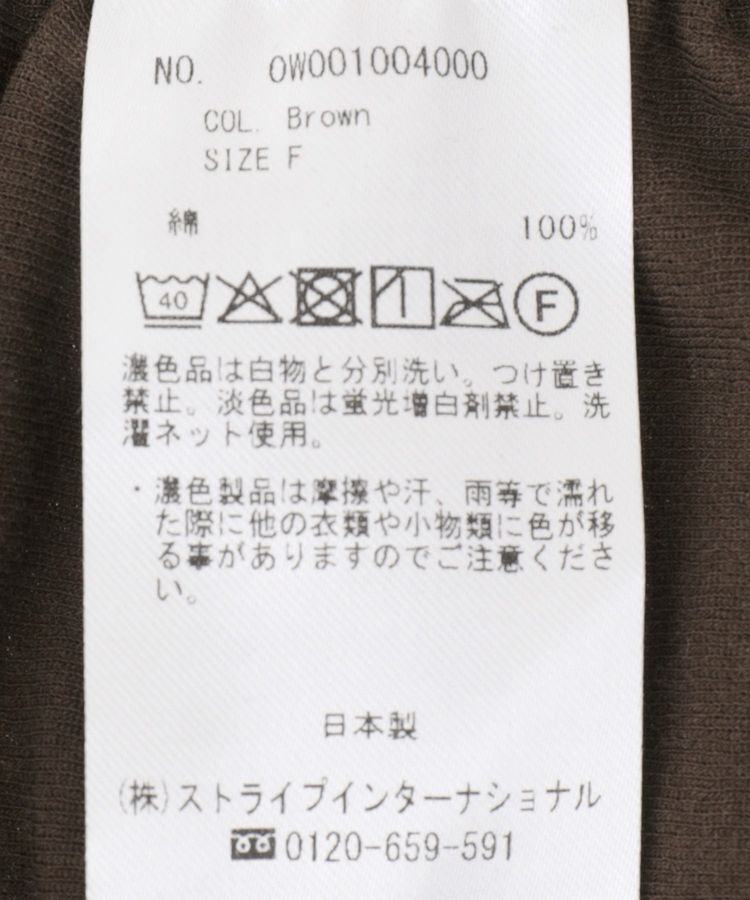 NO. 0W001004000
COL. Brown
SIZE F
綿 100%
40 F
濃色品は白物と分別洗い。つけ置き
禁止。淡色品は蛍光増白剤禁止。洗
濯ネット使用。
・濃色製品は摩擦や汗、雨等で濡れ
た際に他の衣類や小物類に色が移
る事がありますのでご注意くださ
い。
日本製
(株)ストライプインターナショナル
0120-659-591